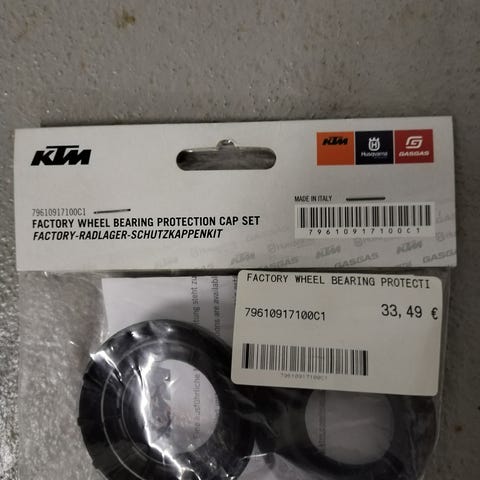 KTM
KTM
Husqvarna
GASGAS
MADE IN ITALY
79610917100C1
FACTORY WHEEL BEARING PROTECTION CAP SET
FACTORY-RADLAGER-SCHUTZKAPPENKIT
79610917100C1
FACTORY WHEEL BEARING PROTECTI
79610917100C1
33,49 €
79610917100C1